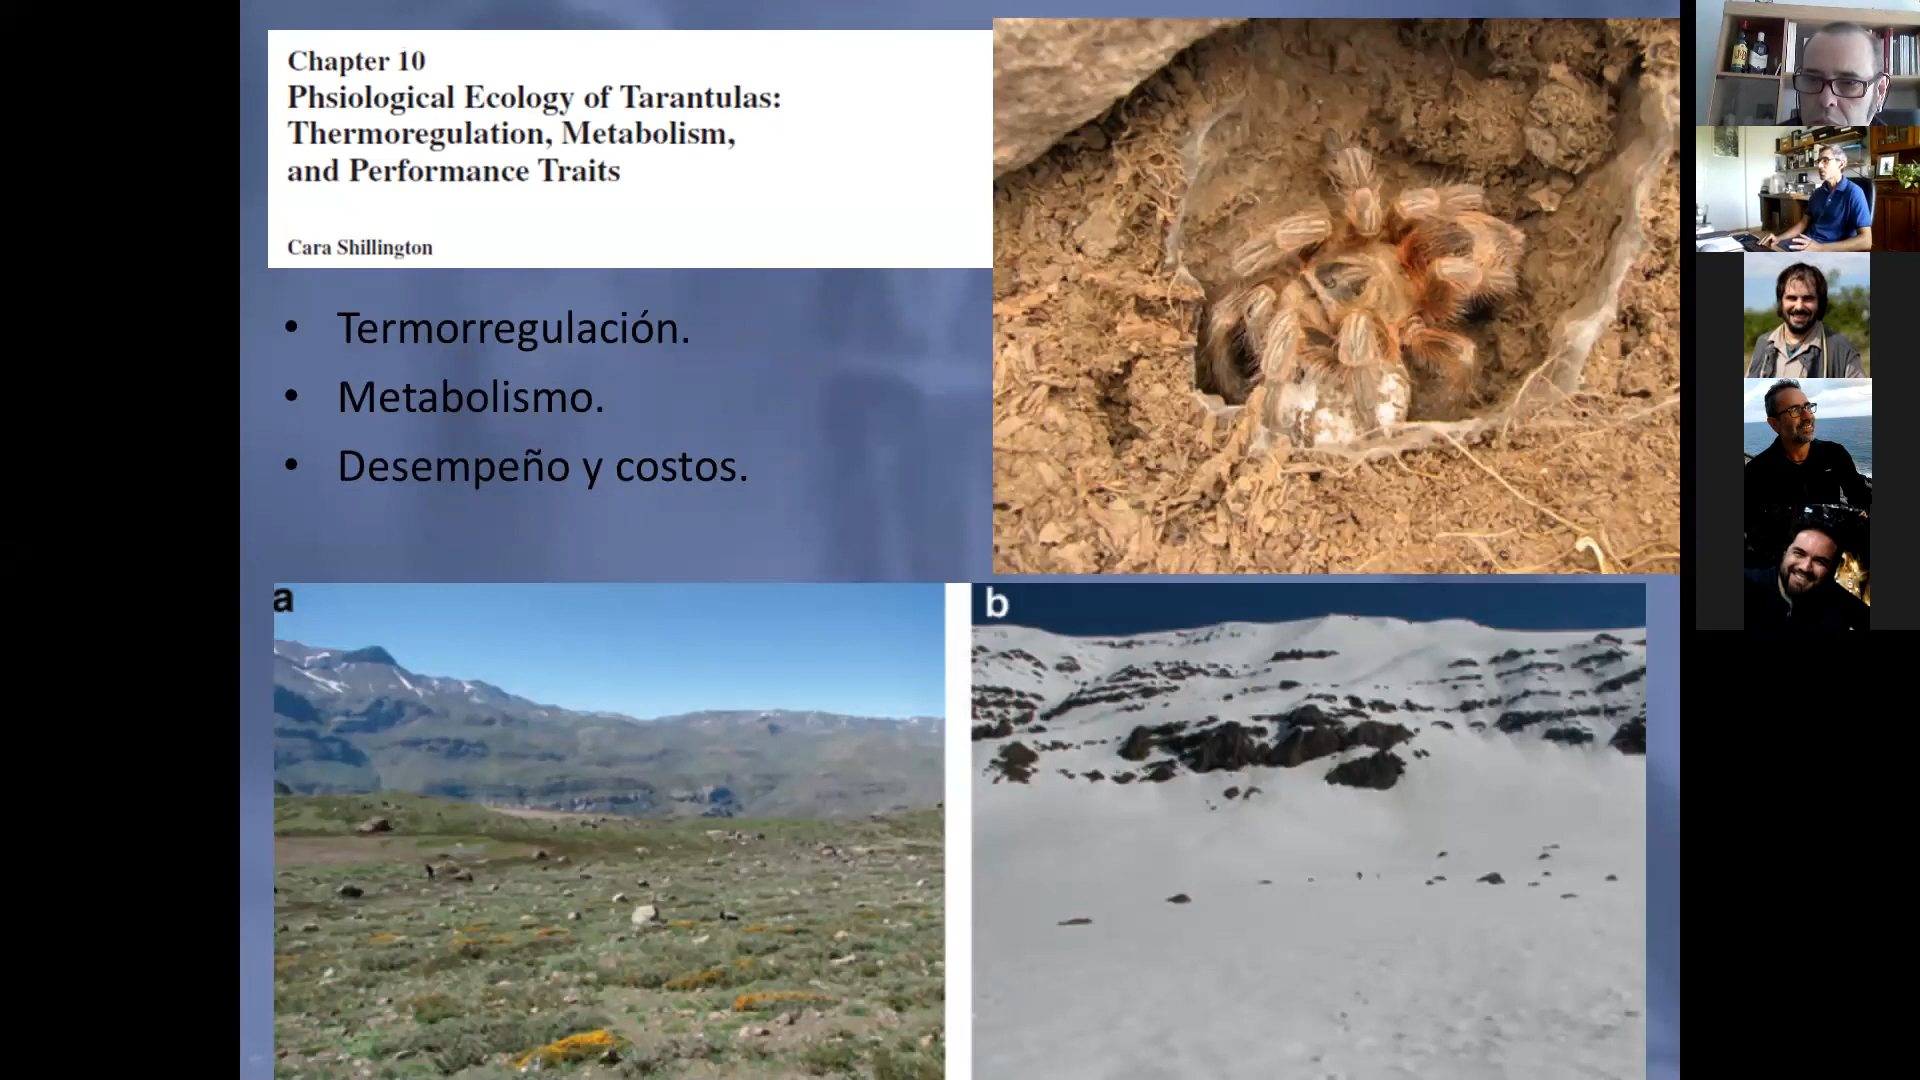 Chapter 10
Phsiological Ecology of Tarantulas:
Thermoregulation, Metabolism,
and Performance Traits
Cara Shillington
• Termorregulación.
• Metabolismo.
• Desempeño y costos.
a
b